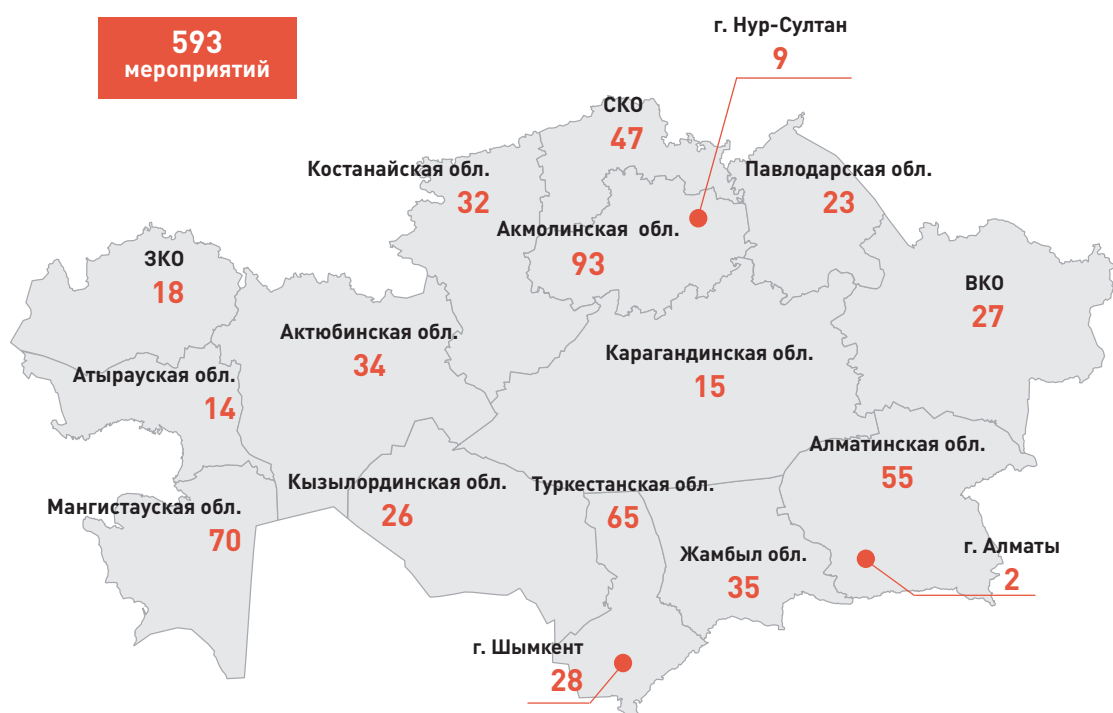 593
мероприятий
г. Нур-Султан
9
СКО
47
Костанайская обл.
32
Павлодарская обл.
23
Акмолинская обл.
93
ЗКО
18
ВКО
27
Актюбинская обл.
34
Карагандинская обл.
15
Атырауская обл.
14
Алматинская обл.
55
Кызылординская обл.
26
Туркестанская обл.
65
Мангистауская обл.
70
г. Алматы
2
Жамбыл обл.
35
г. Шымкент
28